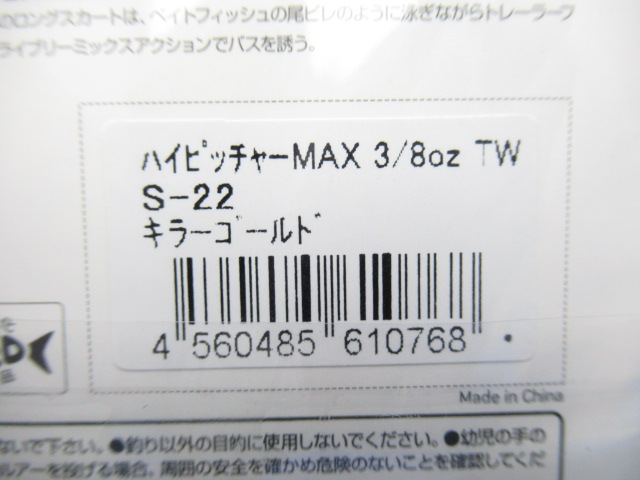 ロングスカートは、ベイトフィッシュの尾ビレのように泳ぎながらトレーラーフ
ライブリーミックスアクションでバスを誘う。
ﾊｲﾋﾟｯﾁｬｰMAX 3/8oz TW
S-22
ｷﾗｰｺﾞｰﾙﾄﾞ
4 560485 610768
Made in China
ないで下さい。●釣り以外の目的に使用しないでください。●幼児の手の
ルアーを投げる場合、周囲の安全を確かめ危険のないことを確認してくだ